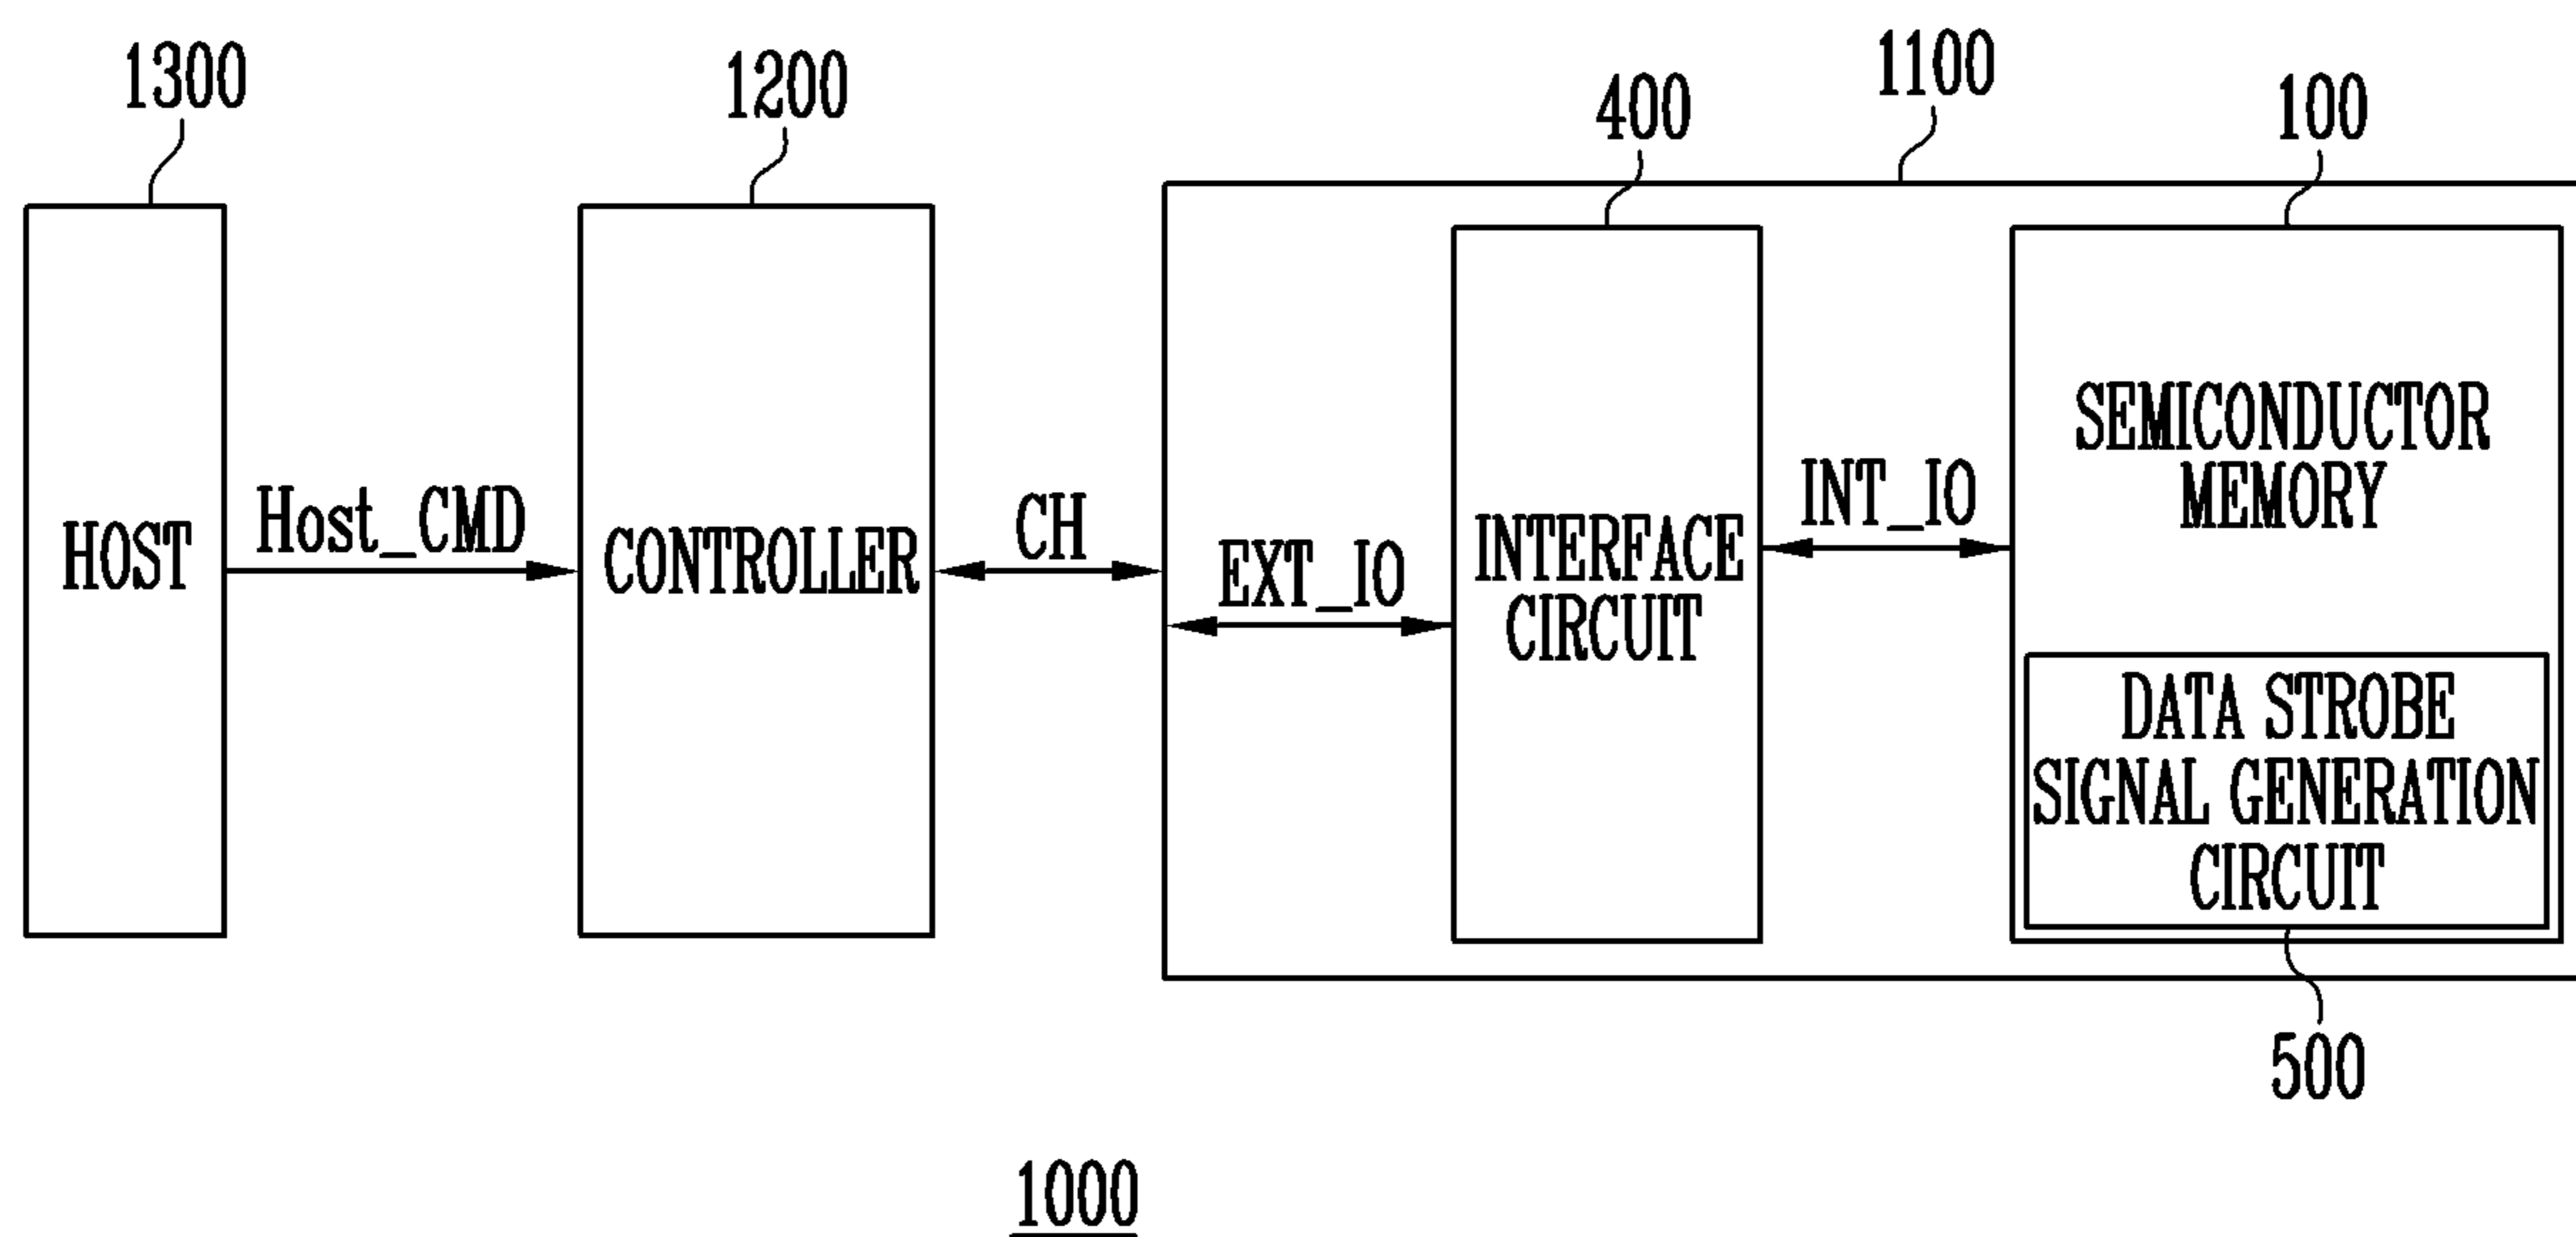 1300
1200
400
1100
100
HOST
Host_CMD
CONTROLLER
CH
EXT_IO
INTERFACE
CIRCUIT
INT_IO
SEMICONDUCTOR
MEMORY
DATA STROBE
SIGNAL GENERATION
CIRCUIT
500
1000